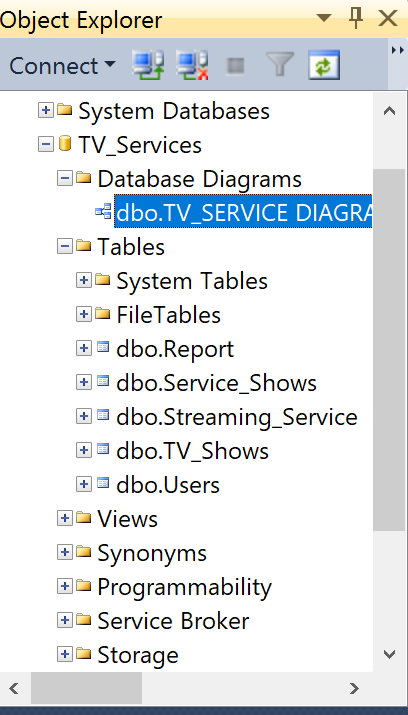 Object Explorer
Connect
System Databases
TV_Services
Database Diagrams
dbo.TV_SERVICE DIAGRA
Tables
System Tables
FileTables
dbo.Report
dbo.Service_Shows
dbo.Streaming_Service
dbo.TV_Shows
dbo.Users
Views
Synonyms
Programmability
Service Broker
Storage